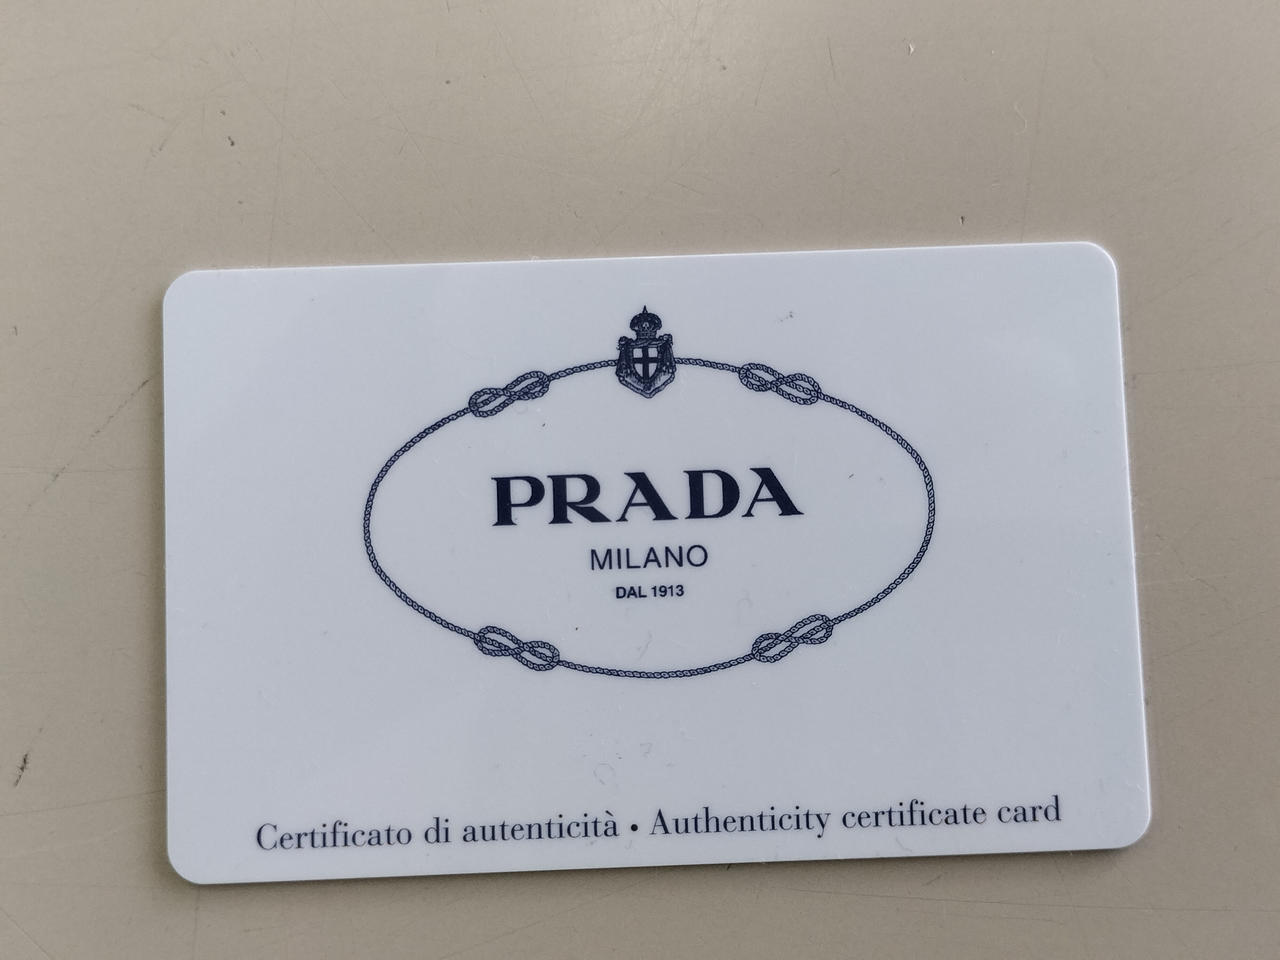 PRADA
MILANO
DAL 1913
Certificato di autenticità • Authenticity certificate card